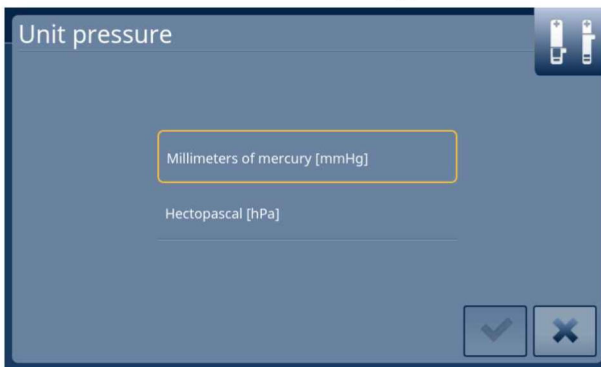 Unit pressure
Millimeters of mercury [mmHg]
Hectopascal [hPa]